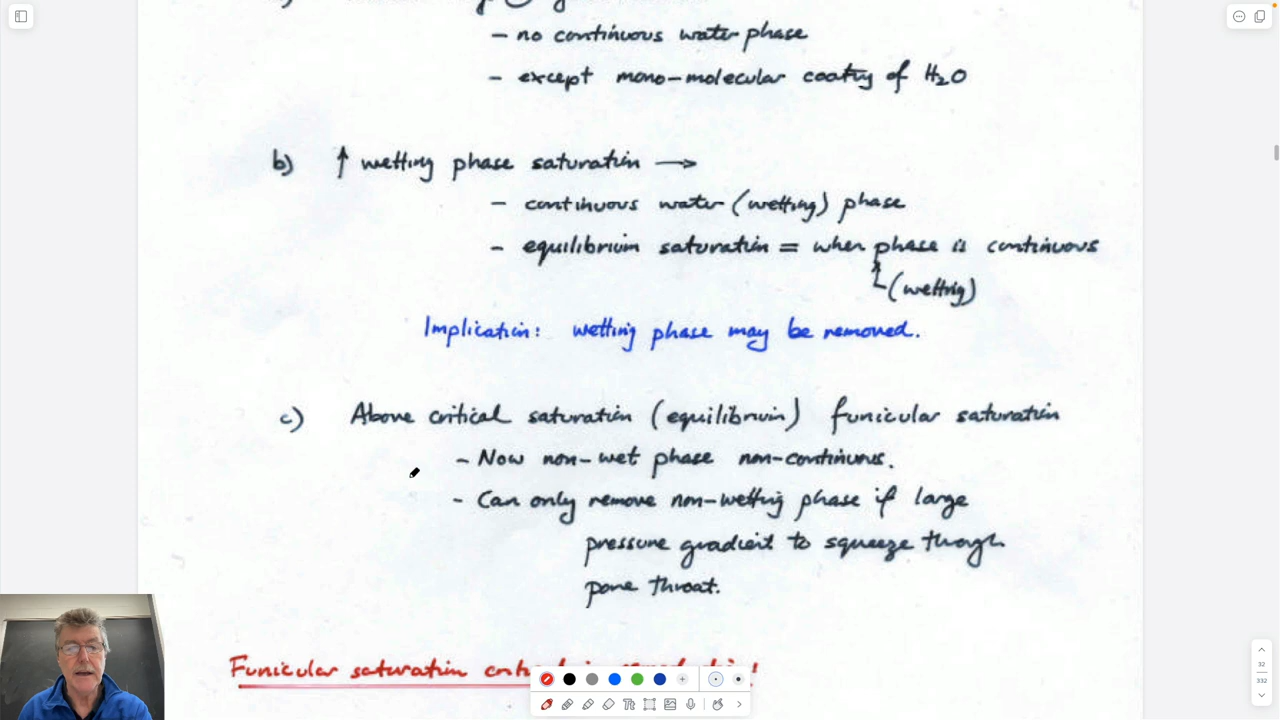 - no continuous water phase
- except mono-molecular coating of H₂O
b) ↑ wetting phase saturation →
- continuous water (wetting) phase
- equilibrium saturation = when phase is continuous
(wetting)
Implication: wetting phase may be removed.
c) Above critical saturation (equilibrium) funicular saturation
- Now non-wet phase non-continuous.
- Can only remove non-wetting phase if large
pressure gradient to squeeze though
pore throat.
Funicular saturation
32
332